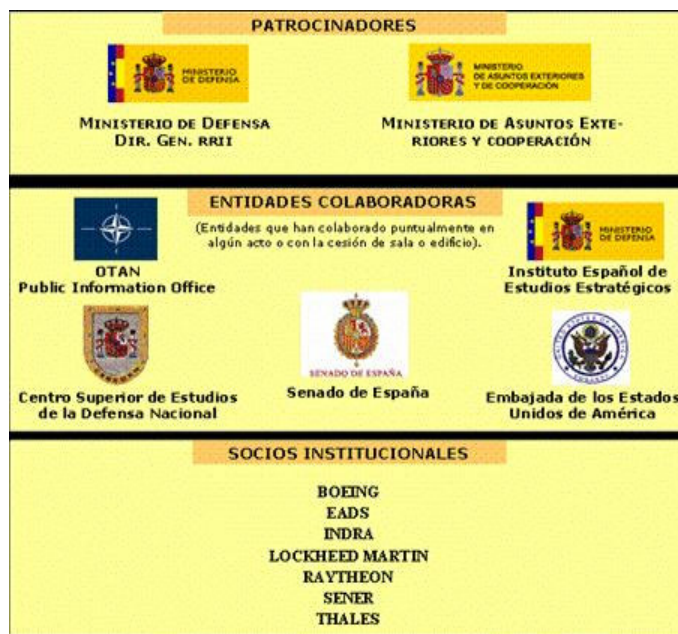 PATROCINADORES
MINISTERIO
DE DEFENSA
MINISTERIO
DE ASUNTOS EXTERIORES
Y DE COOPERACIÓN
MINISTERIO DE DEFENSA
DIR. GEN. RRII
MINISTERIO DE ASUNTOS EXTE-
RIORES Y COOPERACIÓN
ENTIDADES COLABORADORAS
(Entidades que han colaborado puntualmente en
algún acto o con la cesión de sala o edificio).
MINISTERIO
DE DEFENSA
OTAN
Public Information Office
Instituto Español de
Estudios Estratégicos
SENADO DE ESPAÑA
Centro Superior de Estudios
de la Defensa Nacional
Senado de España
Embajada de los Estados
Unidos de América
SOCIOS INSTITUCIONALES
BOEING
EADS
INDRA
LOCKHEED MARTIN
RAYTHEON
SENER
THALES